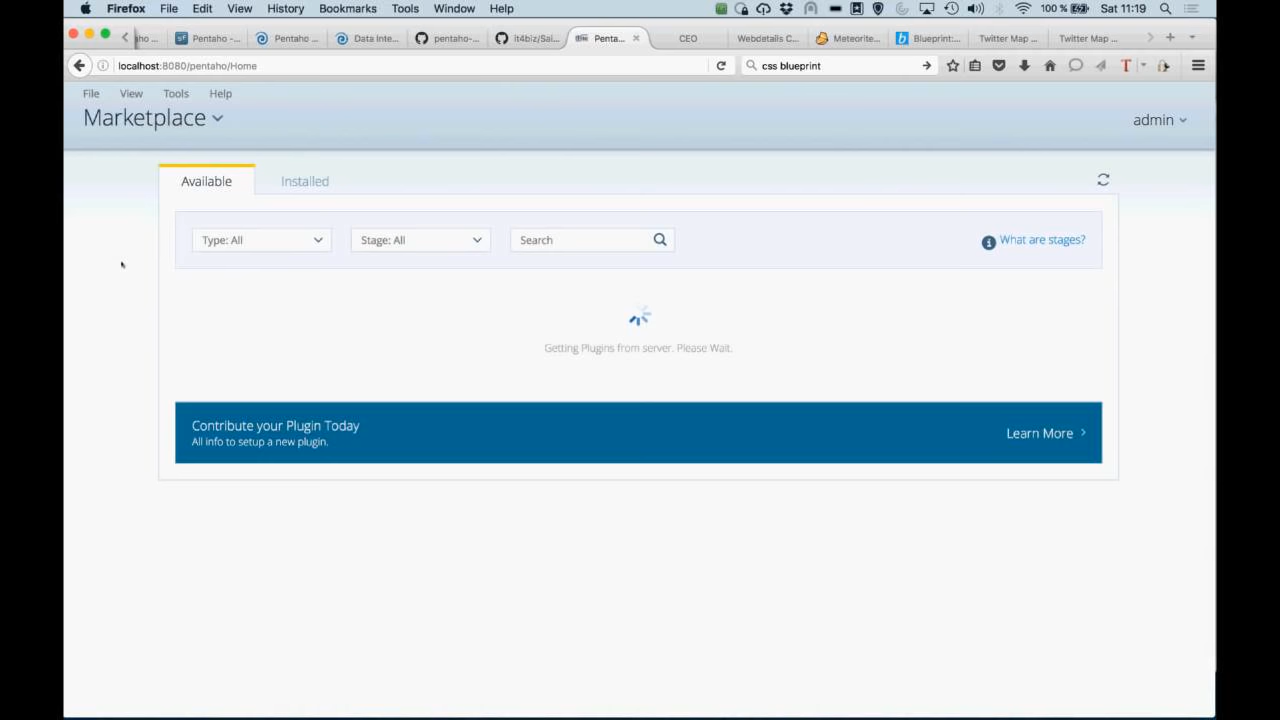 Firefox File Edit View History Bookmarks Tools Window Help 100 % Sat 11:19
ho ... Pentaho -... Pentaho ... Data Inte... pentaho-... it4biz/Sai... Penta... CEO Webdetails C... Meteorite... Blueprint:... Twitter Map ... Twitter Map ...
localhost:8080/pentaho/Home css blueprint
File View Tools Help
Marketplace admin
Available Installed
Type: All Stage: All Search What are stages?
Getting Plugins from server. Please Wait.
Contribute your Plugin Today
All info to setup a new plugin.
Learn More